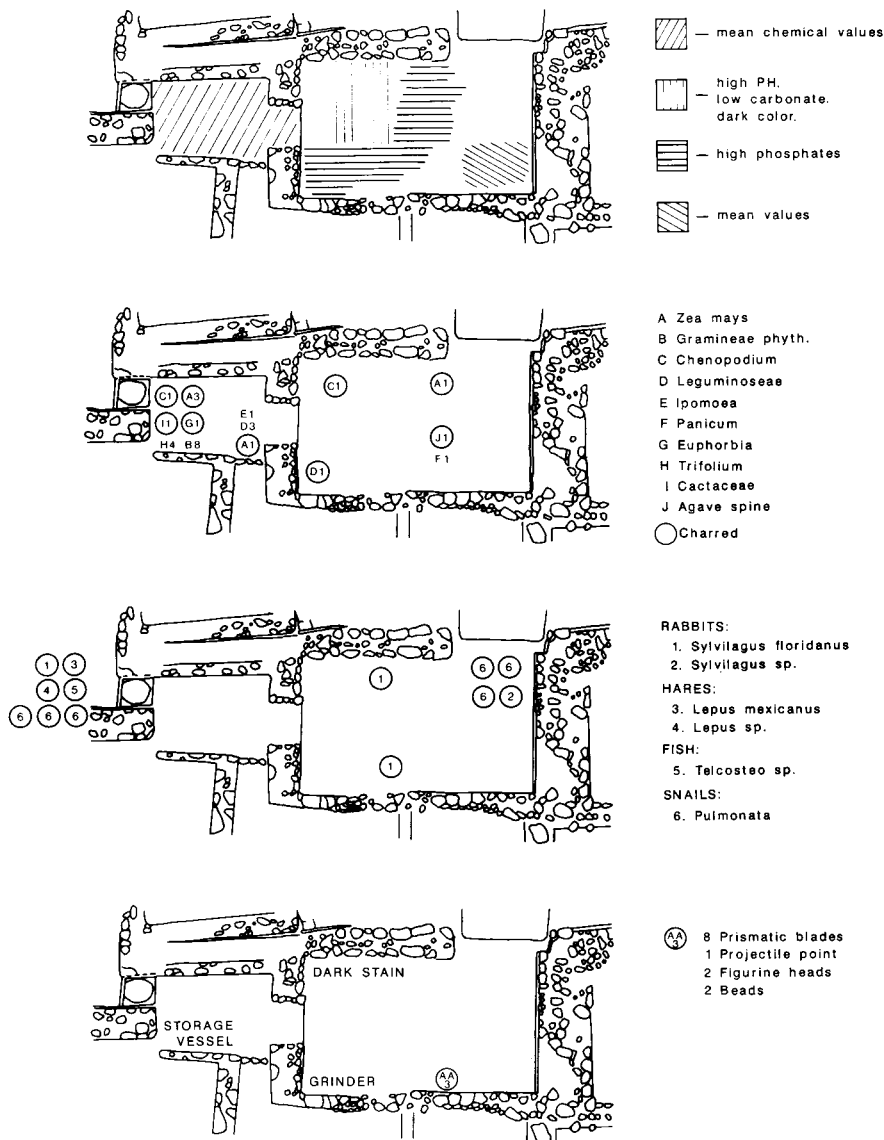 — mean chemical values
high PH,
low carbonate.
dark color.
— high phosphates
— mean values
C1 A3
I1 G1
H4 B8
E1
D3
A1
C1
A1
J1
F1
D1
A Zea mays
B Gramineae phyth.
C Chenopodium
D Leguminoseae
E Ipomoea
F Panicum
G Euphorbia
H Trifolium
I Cactaceae
J Agave spine
Charred
1 3
4 5
6 6 6
1
6 6
6 2
1
RABBITS:
1. Sylvilagus floridanus
2. Sylvilagus sp.
HARES:
3. Lepus mexicanus
4. Lepus sp.
FISH:
5. Telcosteo sp.
SNAILS:
6. Pulmonata
DARK STAIN
STORAGE
VESSEL
GRINDER
AA
3
AA
3
8 Prismatic blades
1 Projectile point
2 Figurine heads
2 Beads